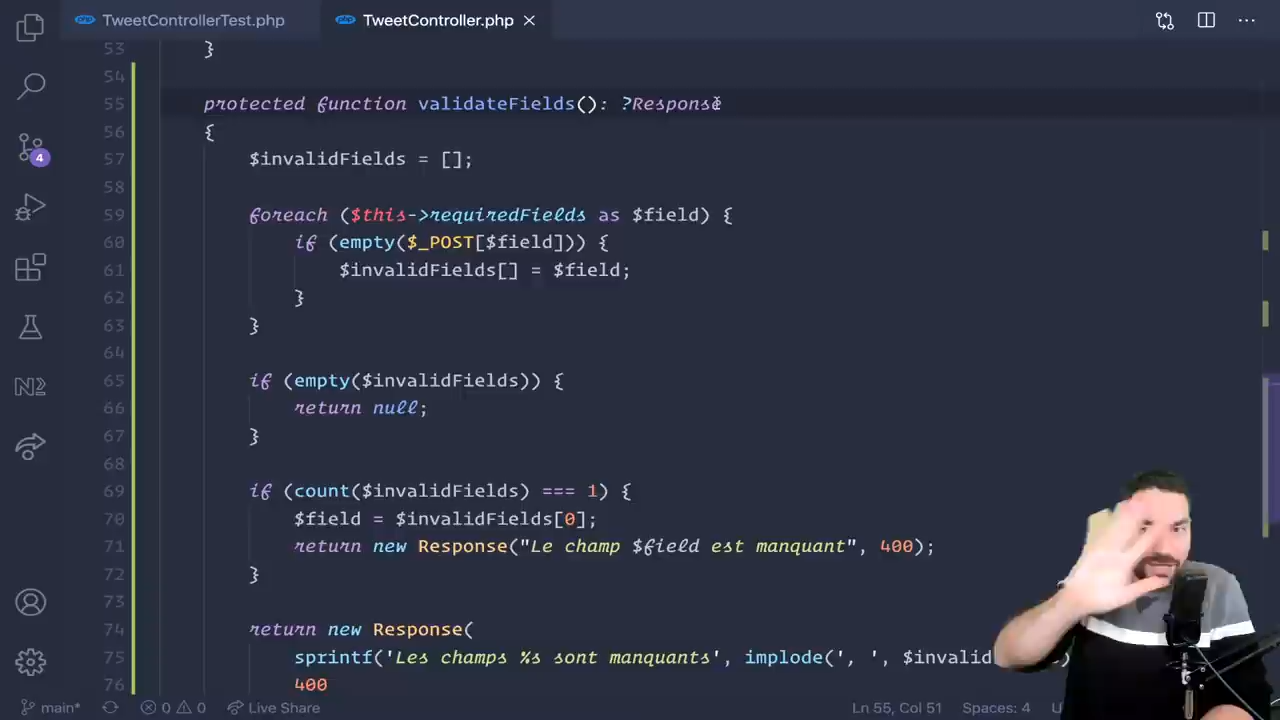 TweetControllerTest.php
TweetController.php
53 }
54
55 protected function validateFields(): ?Response
56 {
57 $invalidFields = [];
58
59 foreach ($this->requiredFields as $field) {
60 if (empty($_POST[$field])) {
61 $invalidFields[] = $field;
62 }
63 }
64
65 if (empty($invalidFields)) {
66 return null;
67 }
68
69 if (count($invalidFields) === 1) {
70 $field = $invalidFields[0];
71 return new Response("Le champ $field est manquant", 400);
72 }
73
74 return new Response(
75 sprintf('Les champs %s sont manquants', implode(', ',
76 400
4
main* 0 0 Live Share Ln 55, Col 51 Spaces: 4